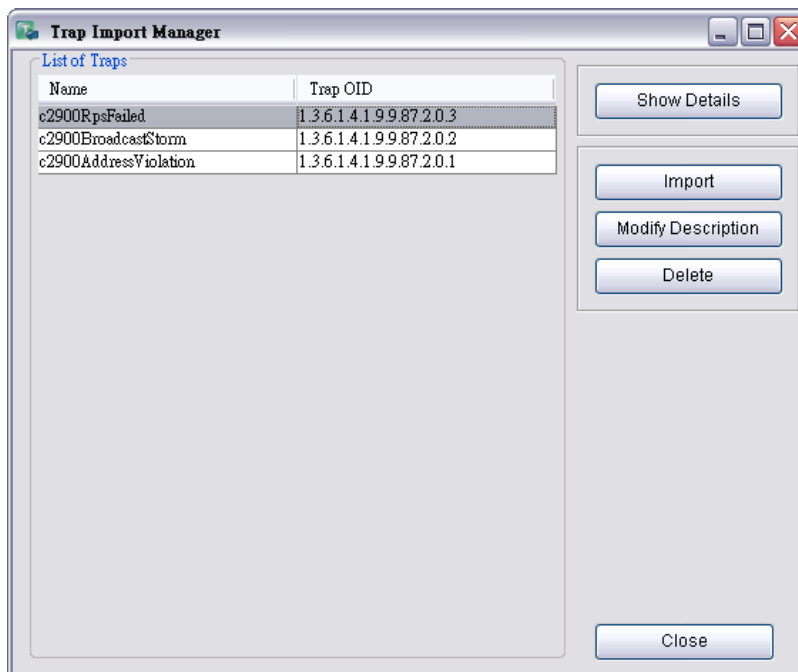 Trap Import Manager
List of Traps
Name Trap OID
c2900RpsFailed 1.3.6.1.4.1.9.9.87.2.0.3
c2900BroadcastStorm 1.3.6.1.4.1.9.9.87.2.0.2
c2900AddressViolation 1.3.6.1.4.1.9.9.87.2.0.1
Show Details
Import
Modify Description
Delete
Close